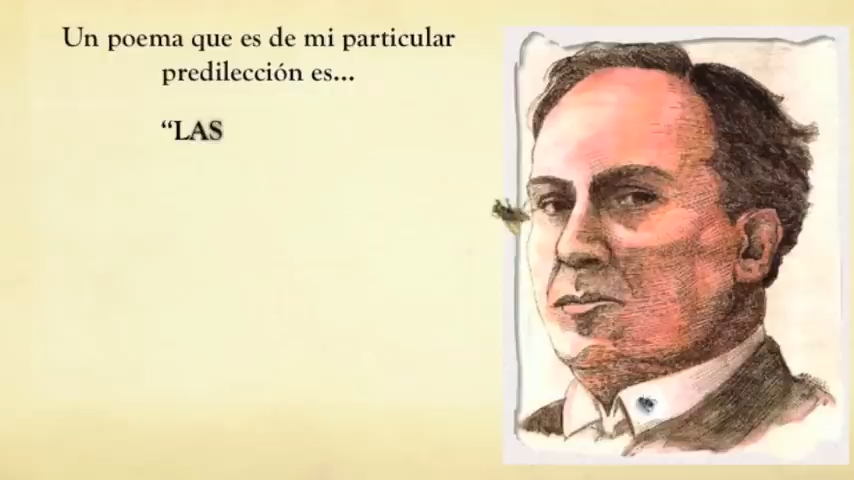 Un poema que es de mi particular
predilección es...
“LAS